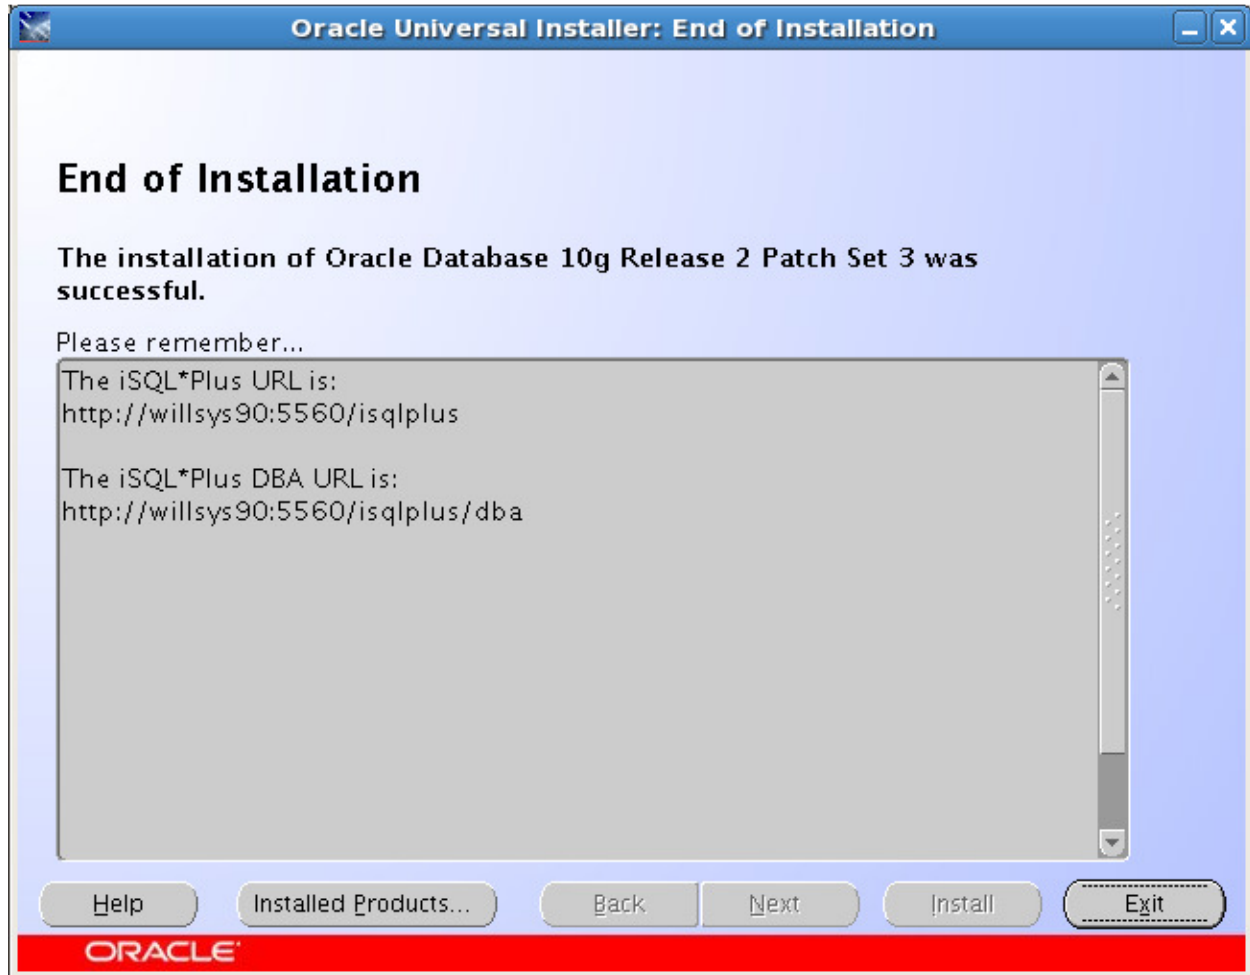 Oracle Universal Installer: End of Installation
End of Installation
The installation of Oracle Database 10g Release 2 Patch Set 3 was
successful.
Please remember...
The iSQL*Plus URL is:
http://willsys90:5560/isqlplus
The iSQL*Plus DBA URL is:
http://willsys90:5560/isqlplus/dba
Help Installed Products... Back Next Install Exit
ORACLE